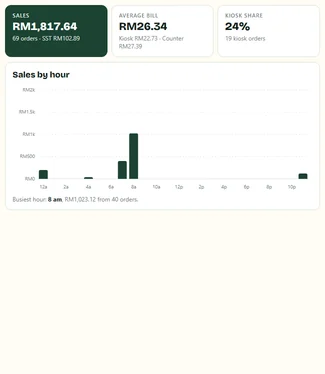 SALES
RM1,817.64
69 orders · SST RM102.89
AVERAGE BILL
RM26.34
Kiosk RM22.73 · Counter
RM27.39
KIOSK SHARE
24%
19 kiosk orders
Sales by hour
RM2k
RM1.5k
RM1k
RM500
RM0
12a 2a 4a 6a 8a 10a 12p 2p 4p 6p 8p 10p
Busiest hour: 8 am, RM1,023.12 from 40 orders.